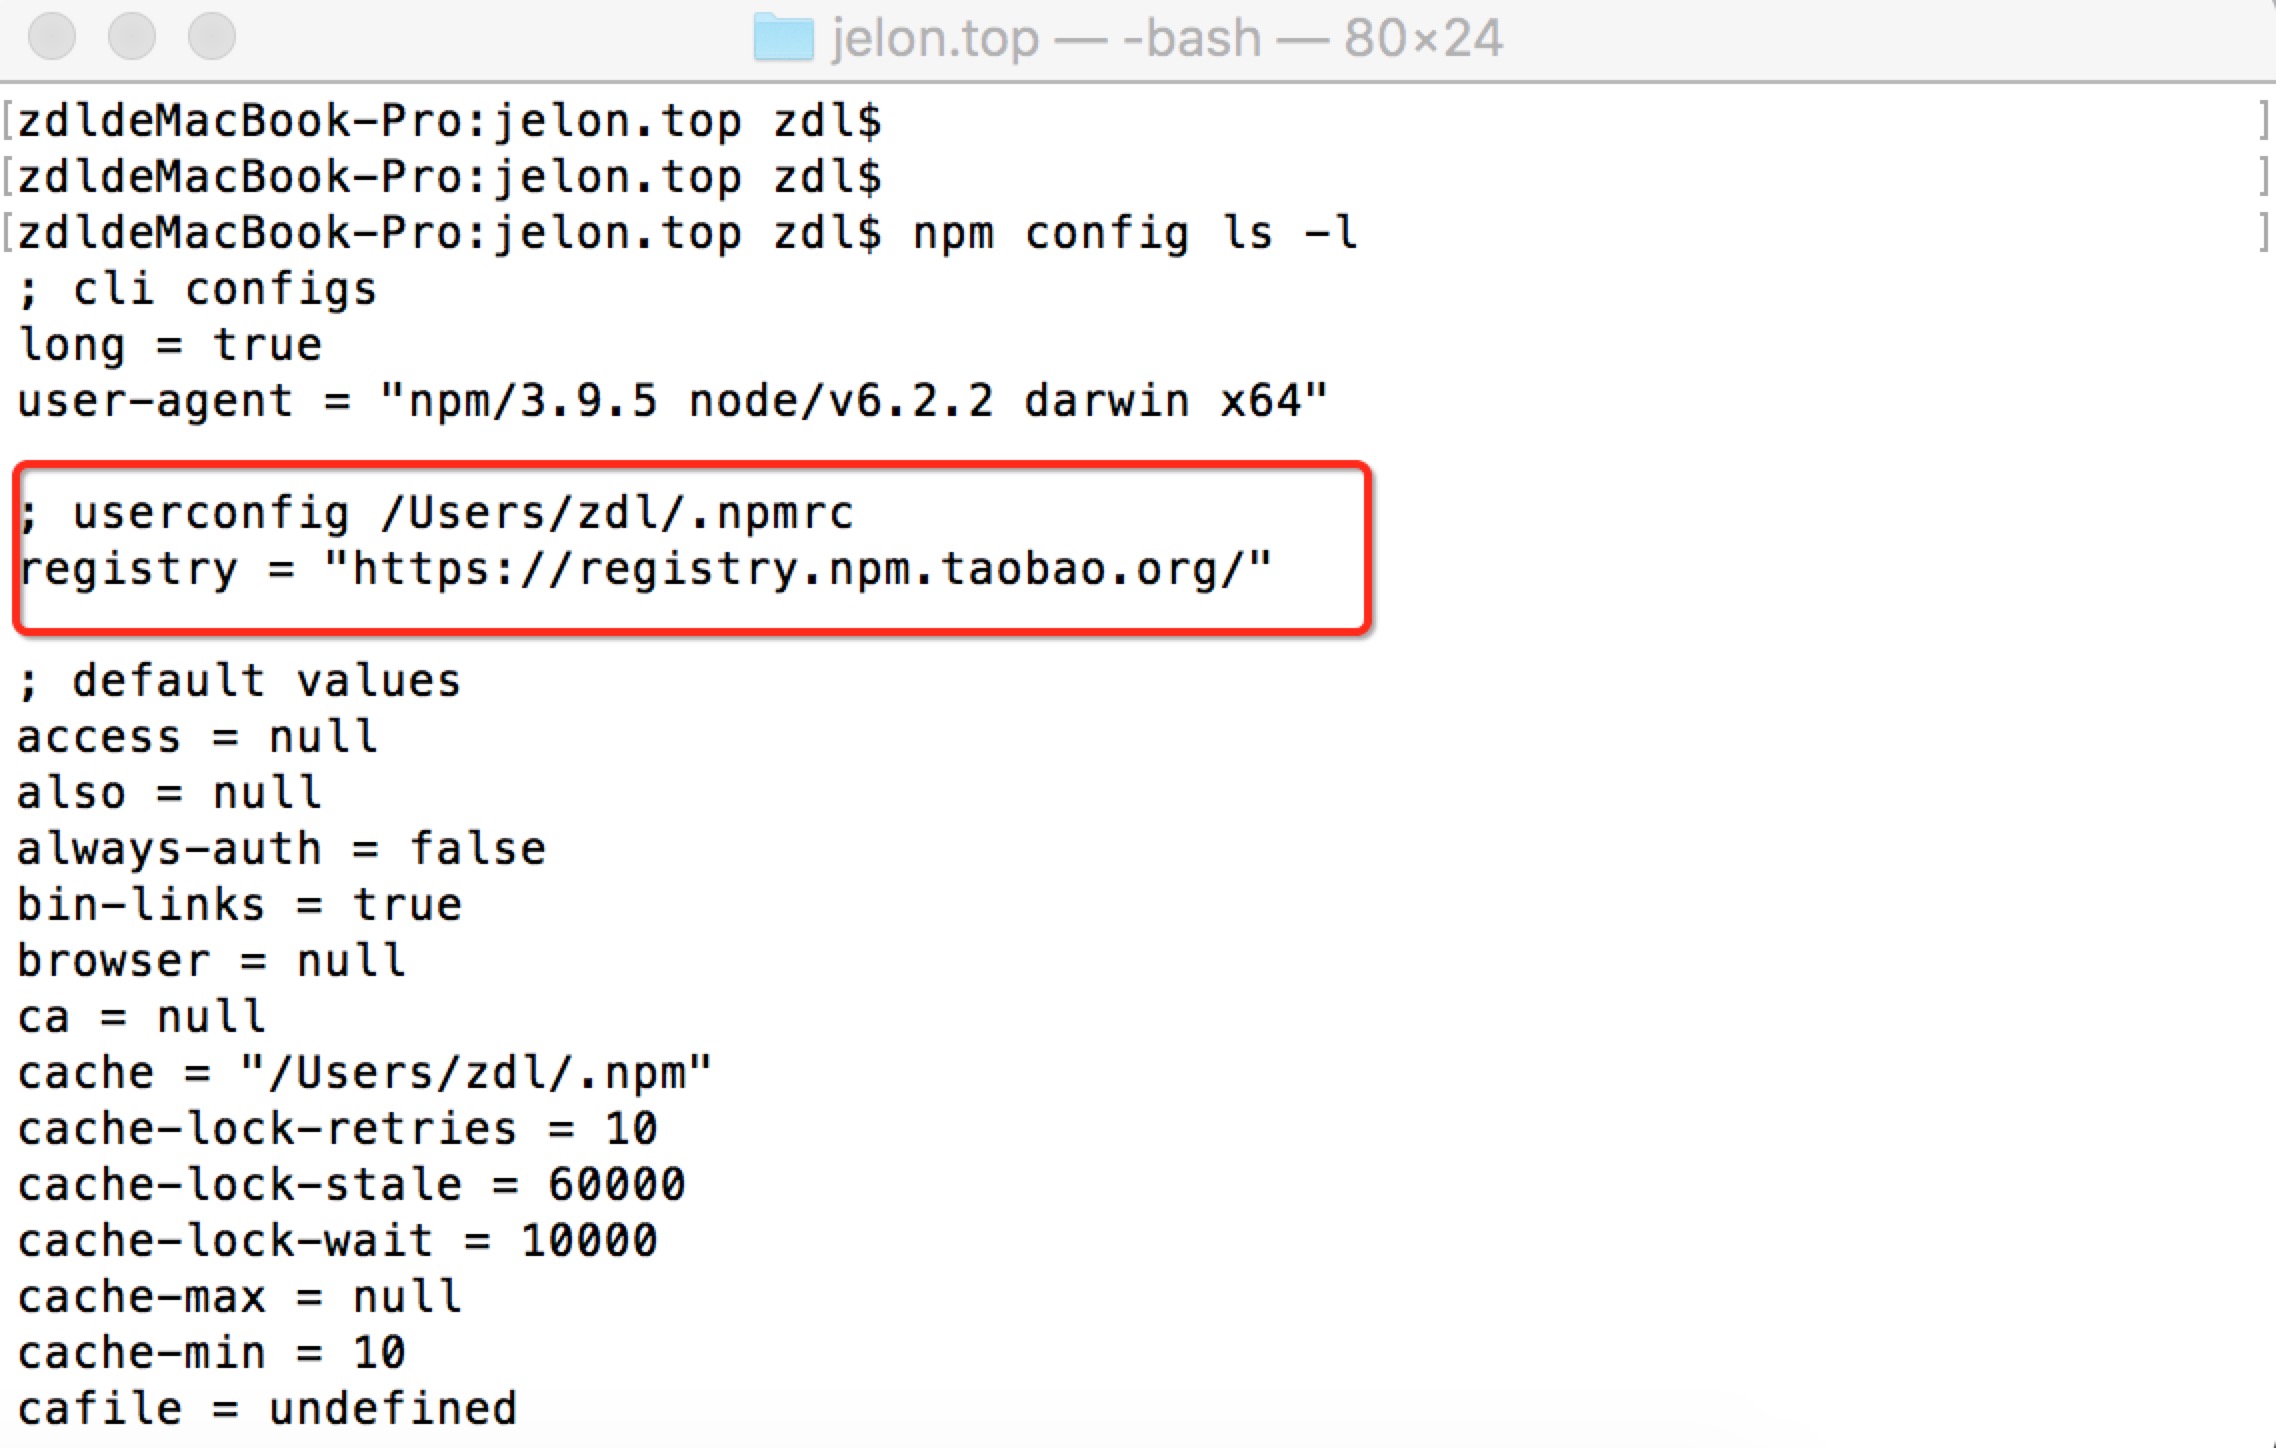 jelon.top — -bash — 80×24
[zdldeMacBook-Pro:jelon.top zdl$ ]
[zdldeMacBook-Pro:jelon.top zdl$ ]
[zdldeMacBook-Pro:jelon.top zdl$ npm config ls -l ]
; cli configs
long = true
user-agent = "npm/3.9.5 node/v6.2.2 darwin x64"
; userconfig /Users/zdl/.npmrc
registry = "https://registry.npm.taobao.org/"
; default values
access = null
also = null
always-auth = false
bin-links = true
browser = null
ca = null
cache = "/Users/zdl/.npm"
cache-lock-retries = 10
cache-lock-stale = 60000
cache-lock-wait = 10000
cache-max = null
cache-min = 10
cafile = undefined